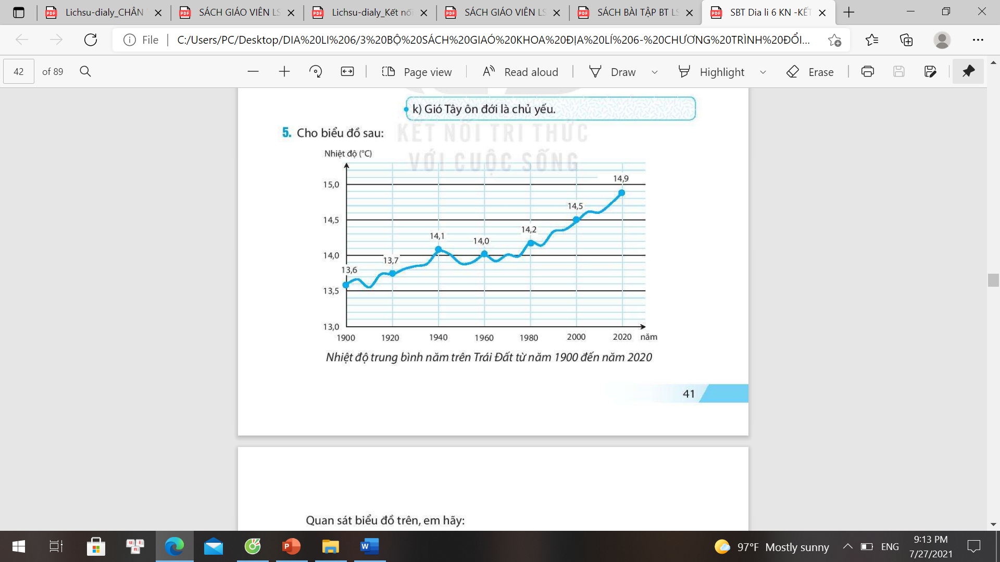 Lichsu-dialy_CHÂN
SÁCH GIÁO VIÊN LS
Lichsu-dialy_Kết nối
SÁCH GIÁO VIÊN LS
SÁCH BÀI TẬP BT LS
SBT Dia li 6 KN -KẾT
File
C:/Users/PC/Desktop/DIA%20LI%206/3%20BỘ%20SÁCH%20GIAÓ%20KHOA%20ĐỊA%20LÍ%206-%20CHƯƠNG%20TRÌNH%20ĐỔI...
42 of 89
Page view
Read aloud
Draw
Highlight
Erase
k) Gió Tây ôn đới là chủ yếu.
KẾT NỐI TRI THỨC
VỚI CUỘC SỐNG
5. Cho biểu đồ sau:
Nhiệt độ (°C)
15,0
14,5
14,0
13,5
13,0
13,6
13,7
14,1
14,0
14,2
14,5
14,9
1900 1920 1940 1960 1980 2000 2020 năm
Nhiệt độ trung bình năm trên Trái Đất từ năm 1900 đến năm 2020
41
Quan sát biểu đồ trên, em hãy:
97°F Mostly sunny
ENG
9:13 PM
7/27/2021